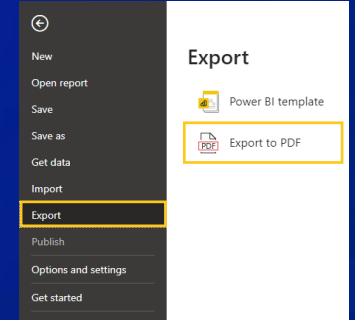 New
Open report
Save
Save as
Get data
Import
Export
Publish
Options and settings
Get started
Export
Power BI template
PDF
Export to PDF